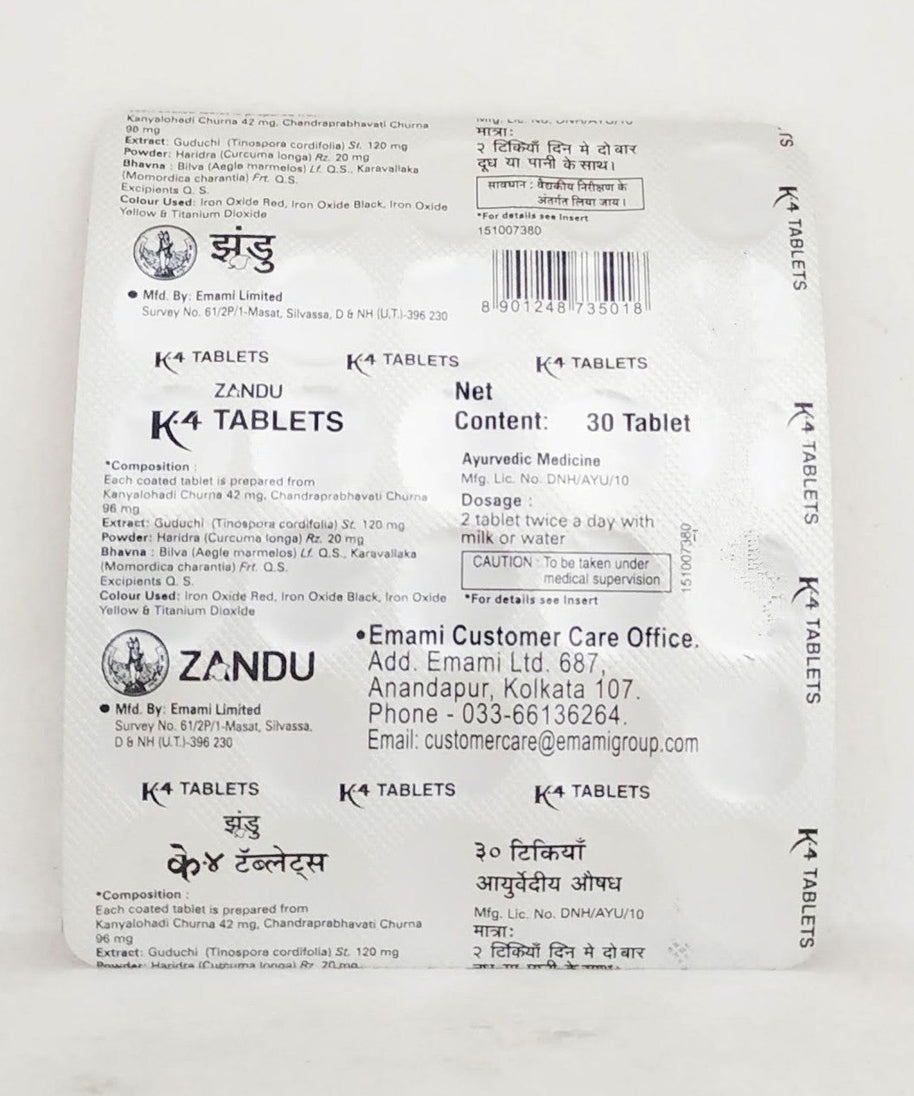 Kanyalohadi Churna 42 mg, Chandraprabhavati Churna
90 mg
Extract: Guduchi (Tinospora cordifolia) St. 120 mg
Powder: Haridra (Curcuma longa) Rz. 20 mg
Bhavna : Bilva (Aegle marmelos) Lf. Q.S., Karavallaka
(Momordica charantia) Frt. Q.S.
Excipients Q. S.
Colour Used: Iron Oxide Red, Iron Oxide Black, Iron Oxide
Yellow & Titanium Dioxide
झंडु
Mfd. By: Emami Limited
Survey No. 61/2P/1-Masat, Silvassa, D & NH (U.T.)-396 230
मात्रा:
२ टिकियाँ दिन मे दो बार
दूध या पानी के साथ।
सावधान : वैद्यकीय निरीक्षण के
अंतर्गत लिया जाय।
*For details see Insert
151007380
8 901248 735018
K4 TABLETS K4 TABLETS K4 TABLETS
ZANDU
K4 TABLETS
Net
Content: 30 Tablet
*Composition :
Each coated tablet is prepared from
Kanyalohadi Churna 42 mg, Chandraprabhavati Churna
96 mg
Extract: Guduchi (Tinospora cordifolia) St. 120 mg
Powder: Haridra (Curcuma longa) Rz. 20 mg
Bhavna : Bilva (Aegle marmelos) Lf. Q.S., Karavallaka
(Momordica charantia) Frt. Q.S.
Excipients Q. S.
Colour Used: Iron Oxide Red, Iron Oxide Black, Iron Oxide
Yellow & Titanium Dioxide
Ayurvedic Medicine
Mfg. Lic. No. DNH/AYU/10
Dosage :
2 tablet twice a day with
milk or water
CAUTION : To be taken under
medical supervision
*For details see Insert
151007380
ZANDU
Mfd. By: Emami Limited
Survey No. 61/2P/1-Masat, Silvassa,
D & NH (U.T.)-396 230
•Emami Customer Care Office.
Add. Emami Ltd. 687,
Anandapur, Kolkata 107.
Phone - 033-66136264.
Email: customercare@emamigroup.com
K4 TABLETS K4 TABLETS K4 TABLETS
झंडु
के४ टॅब्लेट्स
*Composition :
Each coated tablet is prepared from
Kanyalohadi Churna 42 mg, Chandraprabhavati Churna
96 mg
Extract: Guduchi (Tinospora cordifolia) St. 120 mg
Powder: Haridra (Curcuma longa) Rz. 20 mg
३० टिकियाँ
आयुर्वेदीय औषध
Mfg. Lic. No. DNH/AYU/10
मात्रा:
२ टिकियाँ दिन मे दो बार
TS
K4 TABLETS
K4 TABLETS
K4 TABLETS
K4 TABLETS